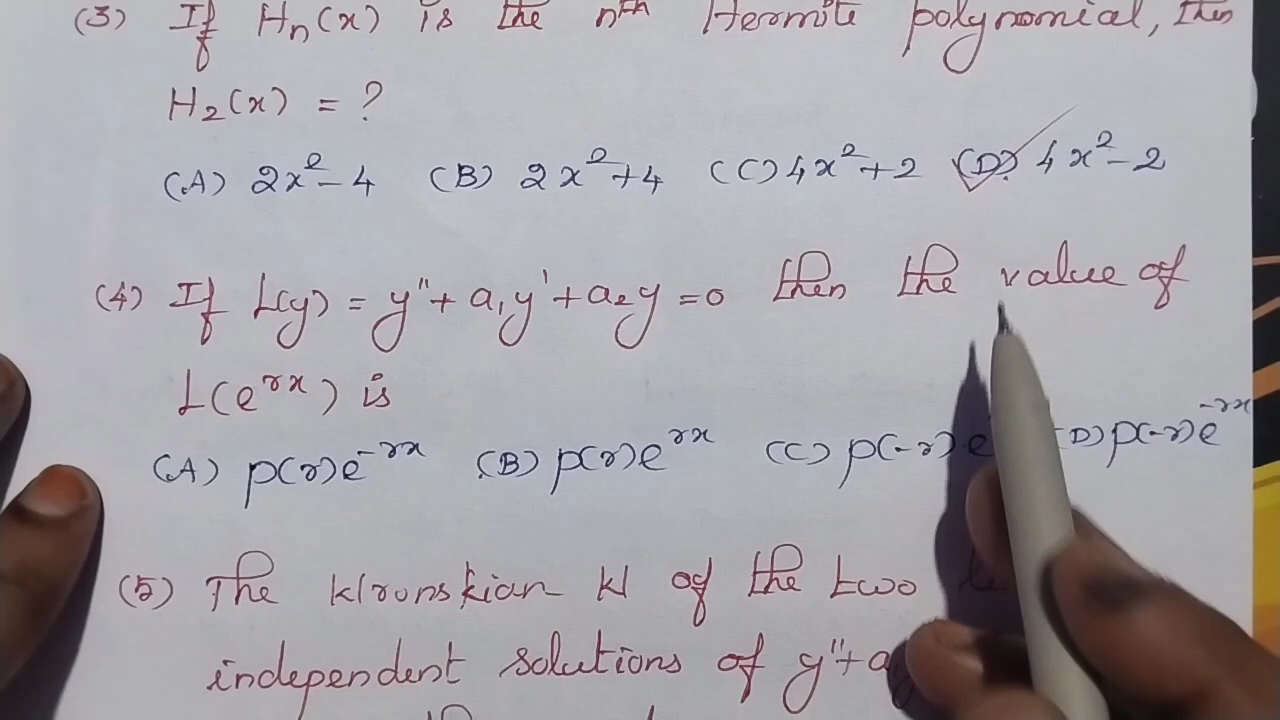 (3) If Hn(x) is the nth Hermite polynomial, then
H2(x) = ?
(A) 2x²-4 (B) 2x²+4 (C) 4x²+2 (D) 4x²-2
(4) If L(y) = y''+a₁y'+a₂y=0 then the value of
L(e^rx) is
(A) p(r)e^-rx (B) p(r)e^rx (C) p(-r)e (D) p(-r)e^-rx
(5) The Wronskian W of the two
independent solutions of y''+a